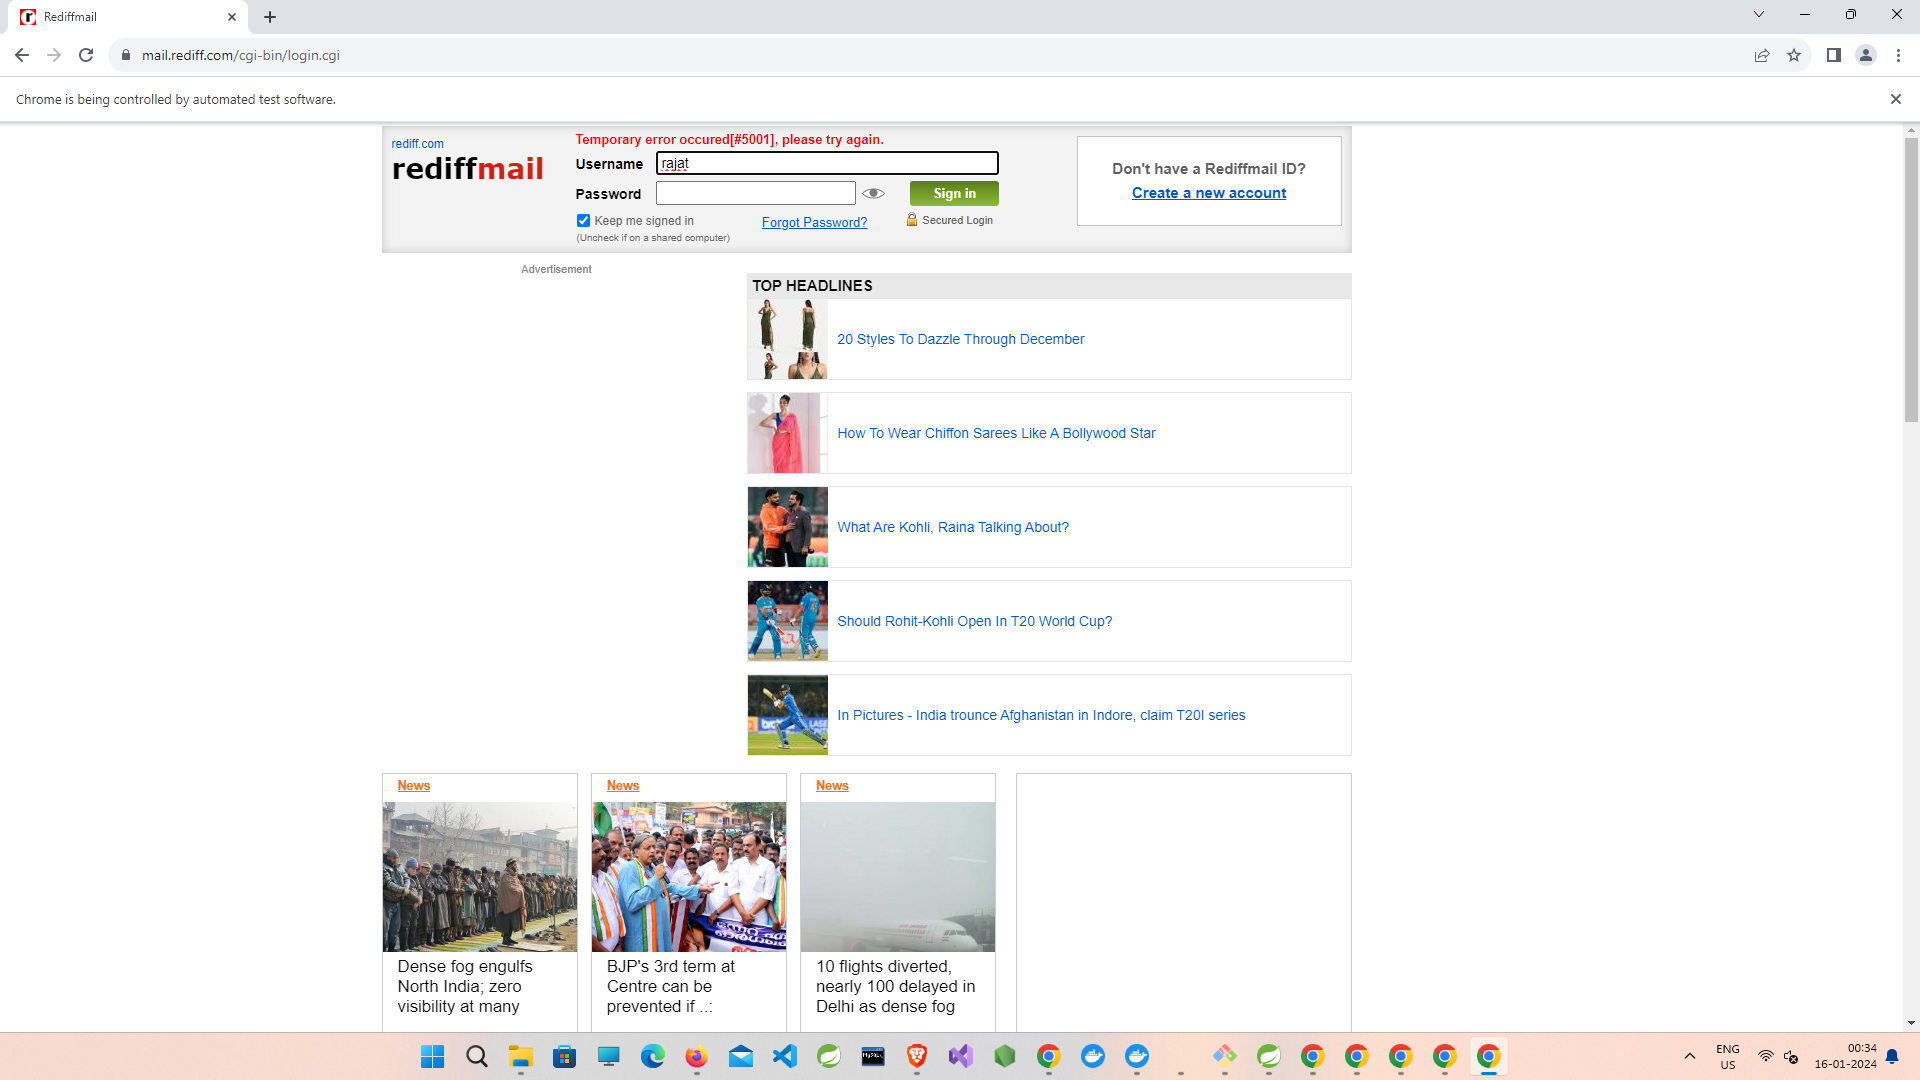 Rediffmail
mail.rediff.com/cgi-bin/login.cgi
Chrome is being controlled by automated test software.
rediff.com
rediffmail
Temporary error occured[#5001], please try again.
Username rajat
Password
Sign in
Keep me signed in
(Uncheck if on a shared computer)
Forgot Password?
Secured Login
Don't have a Rediffmail ID?
Create a new account
Advertisement
TOP HEADLINES
20 Styles To Dazzle Through December
How To Wear Chiffon Sarees Like A Bollywood Star
What Are Kohli, Raina Talking About?
Should Rohit-Kohli Open In T20 World Cup?
In Pictures - India trounce Afghanistan in Indore, claim T20I series
News
Dense fog engulfs
North India; zero
visibility at many
News
BJP's 3rd term at
Centre can be
prevented if ..:
News
10 flights diverted,
nearly 100 delayed in
Delhi as dense fog
MySQL
ENG
US
00:34
16-01-2024